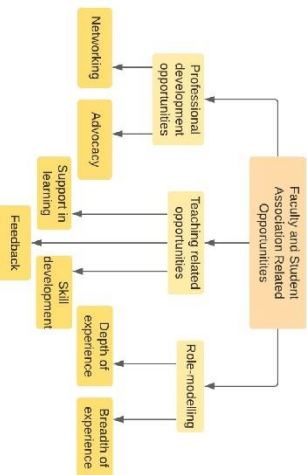 Faculty and Student
Association Related
Opportunities
Professional
development
opportunities
Teaching related
opportunities
Role-modelling
Networking
Advocacy
Support in
learning
Feedback
Skill
development
Depth of
experience
Breadth of
experience